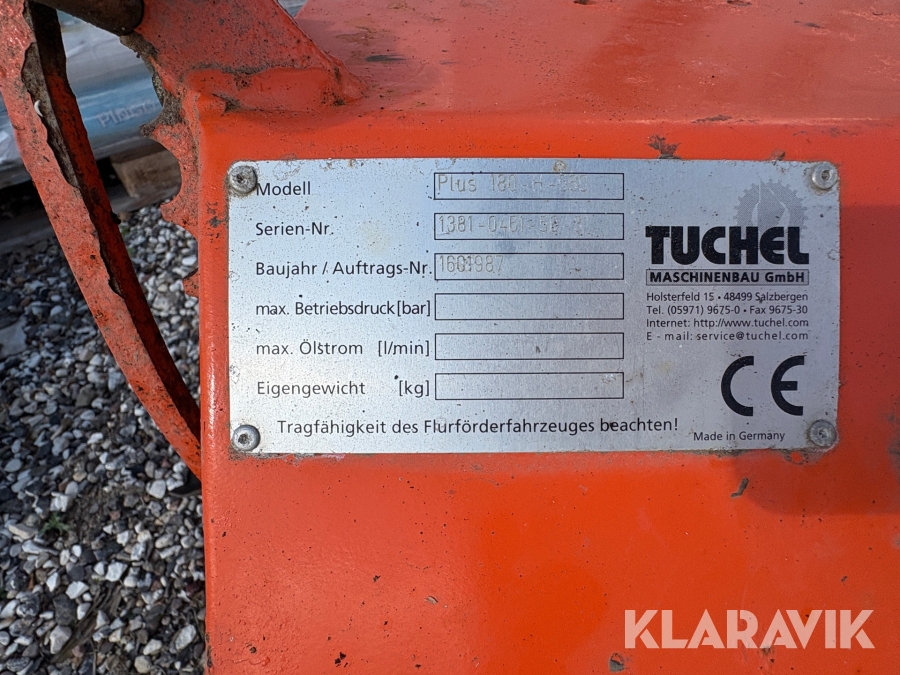 Modell Plus 180 H
Serien-Nr.
Baujahr / Auftrags-Nr. 1601987
max. Betriebsdruck [bar]
max. Ölstrom [l/min]
Eigengewicht [kg]
Tragfähigkeit des Flurförderfahrzeuges beachten!
TUCHEL
MASCHINENBAU GmbH
Holsterfeld 15 • 48499 Salzbergen
Tel. (05971) 9675-0 • Fax 9675-30
Internet: http://www.tuchel.com
E - mail: service@tuchel.com
CE
Made in Germany
KLARAVIK